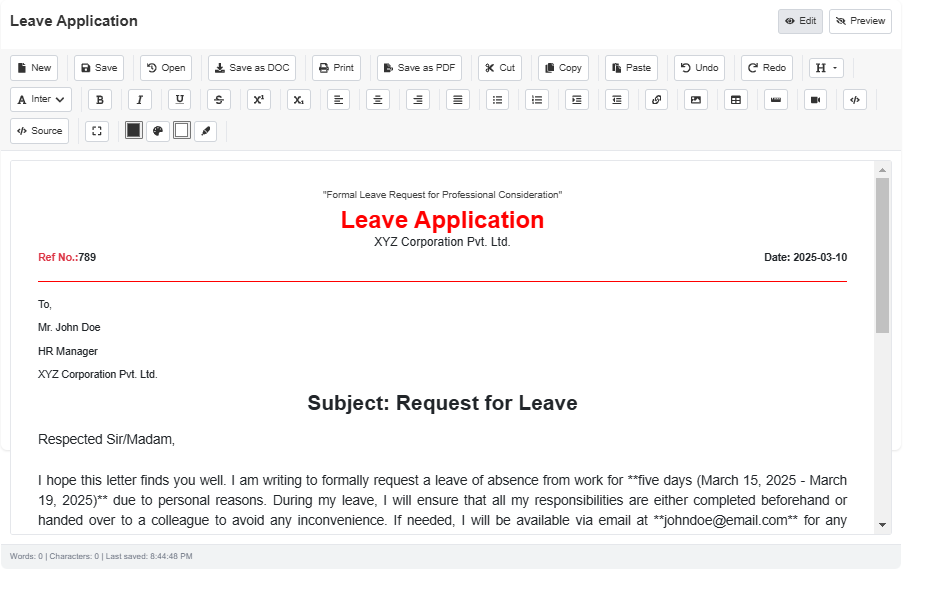 Leave Application
Edit Preview
New Save Open Save as DOC Print Save as PDF Cut Copy Paste Undo Redo H
A Inter B I U S X² X₁
Source
"Formal Leave Request for Professional Consideration"
Leave Application
XYZ Corporation Pvt. Ltd.
Ref No.:789 Date: 2025-03-10
To,
Mr. John Doe
HR Manager
XYZ Corporation Pvt. Ltd.
Subject: Request for Leave
Respected Sir/Madam,
I hope this letter finds you well. I am writing to formally request a leave of absence from work for **five days (March 15, 2025 - March
19, 2025)** due to personal reasons. During my leave, I will ensure that all my responsibilities are either completed beforehand or
handed over to a colleague to avoid any inconvenience. If needed, I will be available via email at **johndoe@email.com** for any
Words: 0 | Characters: 0 | Last saved: 8:44:48 PM